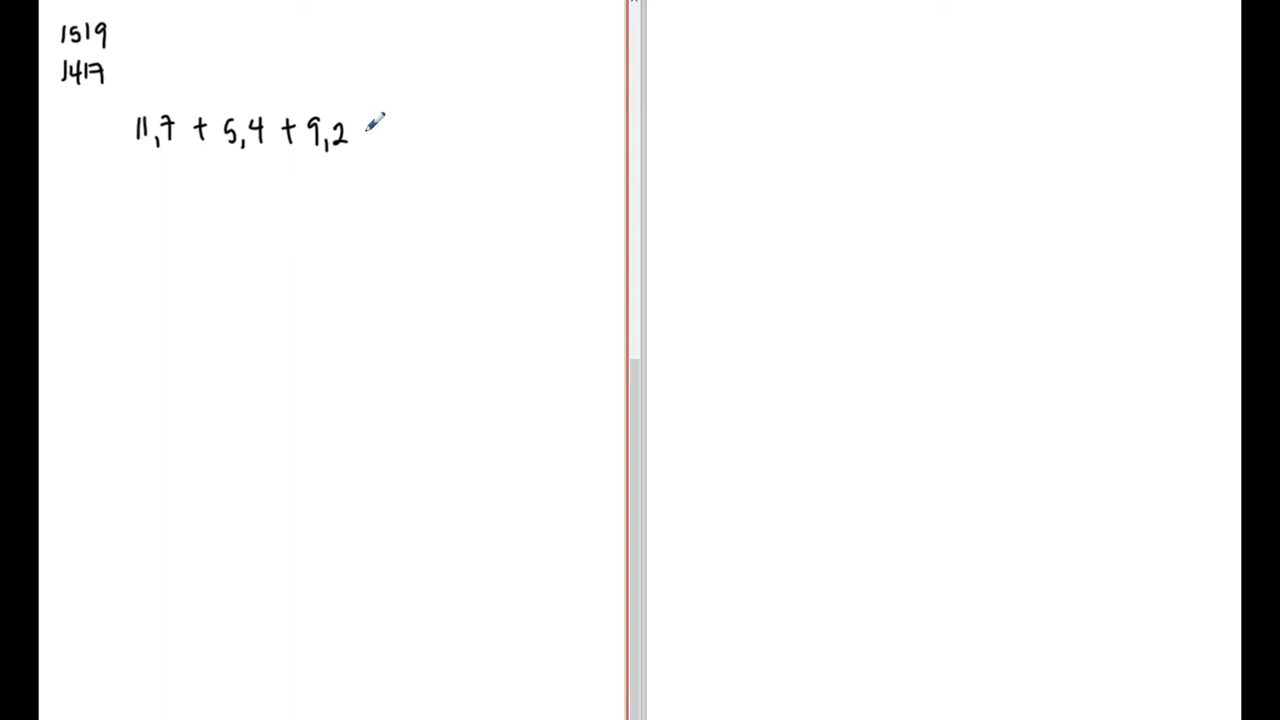 1519
1417
11,7 + 5,4 + 9,2